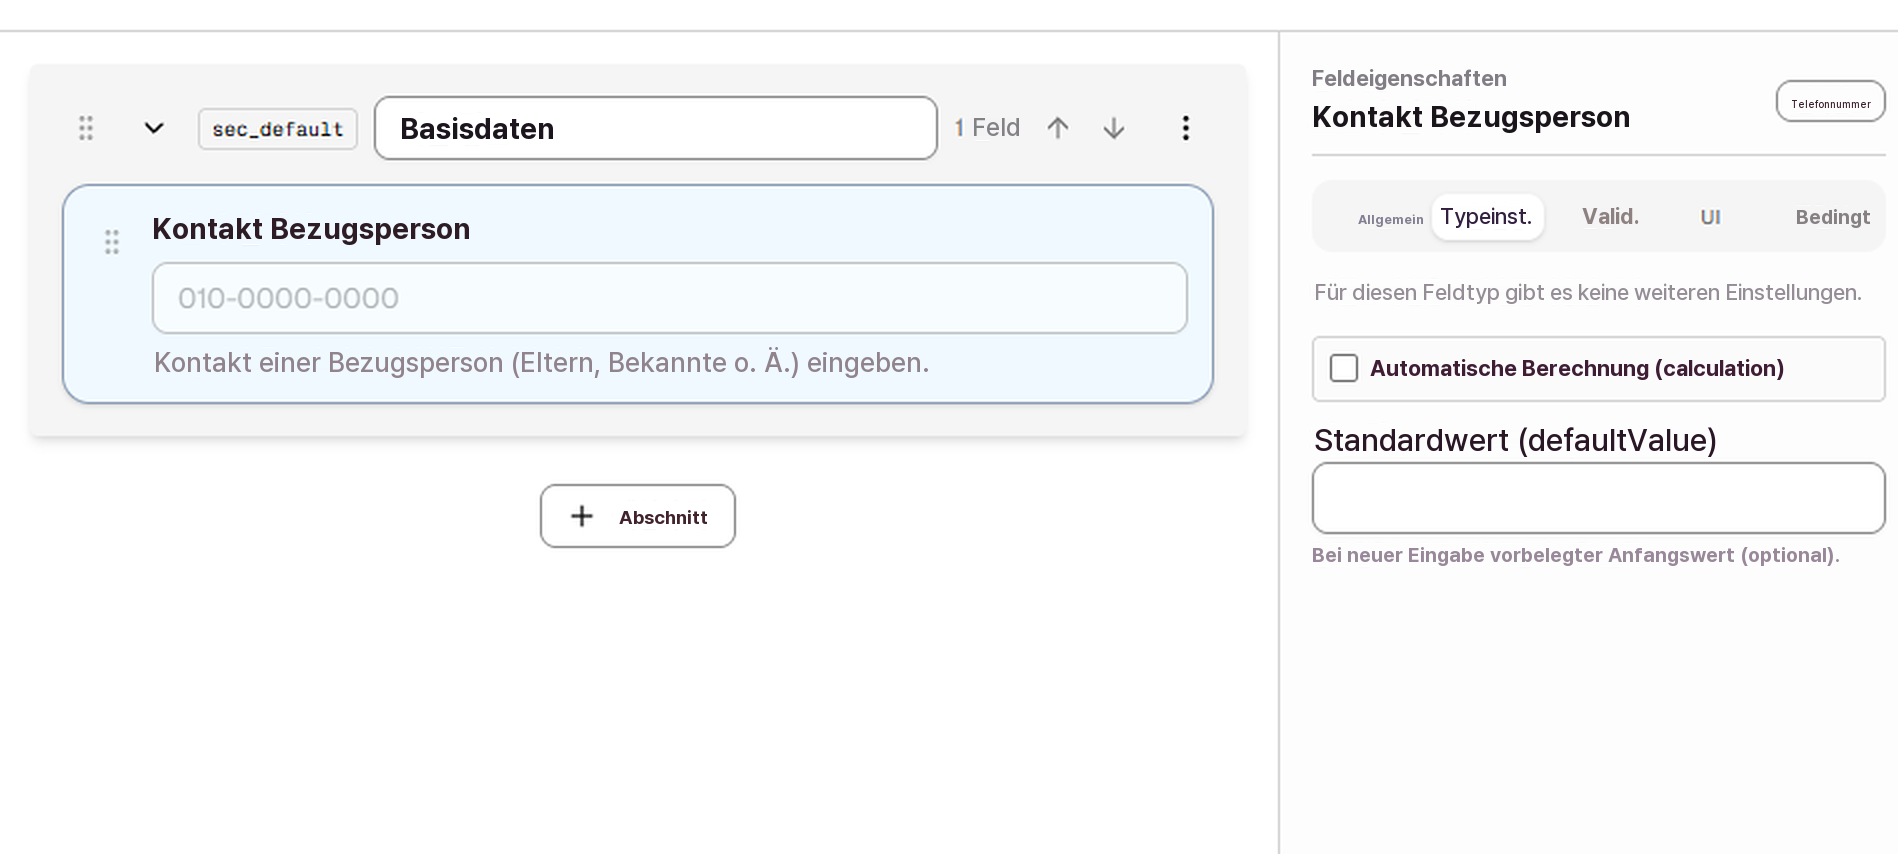 sec_default
Basisdaten
1 Feld
Kontakt Bezugsperson
010-0000-0000
Kontakt einer Bezugsperson (Eltern, Bekannte o. Ä.) eingeben.
Abschnitt
Feldeigenschaften
Kontakt Bezugsperson
Telefonnummer
Allgemein
Typeinst.
Valid.
UI
Bedingt
Für diesen Feldtyp gibt es keine weiteren Einstellungen.
Automatische Berechnung (calculation)
Standardwert (defaultValue)
Bei neuer Eingabe vorbelegter Anfangswert (optional).